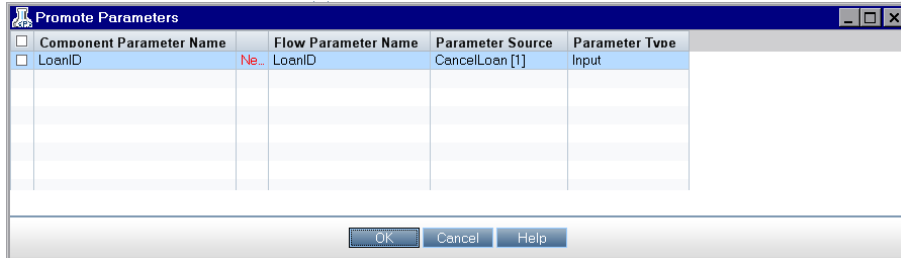 Promote Parameters
Component Parameter Name Flow Parameter Name Parameter Source Parameter Type
LoanID Ne... LoanID CancelLoan [1] Input
OK Cancel Help